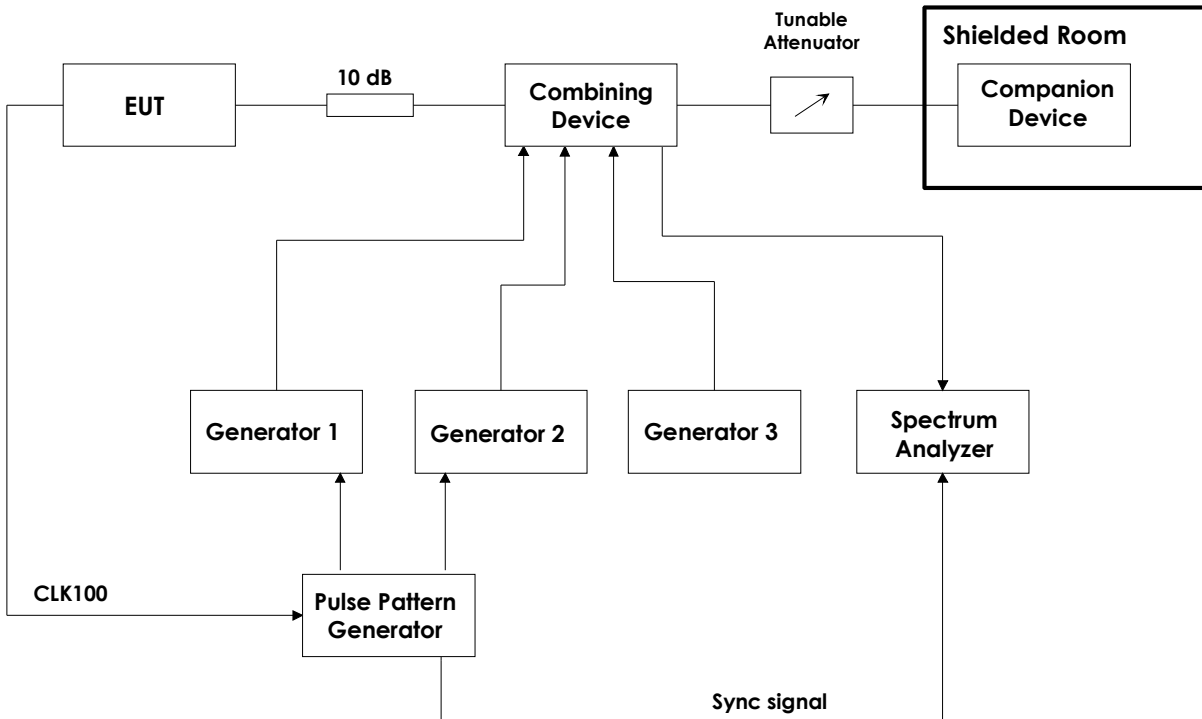 Tunable
Attenuator
Shielded Room
EUT
10 dB
Combining
Device
Companion
Device
Generator 1
Generator 2
Generator 3
Spectrum
Analyzer
CLK100
Pulse Pattern
Generator
Sync signal